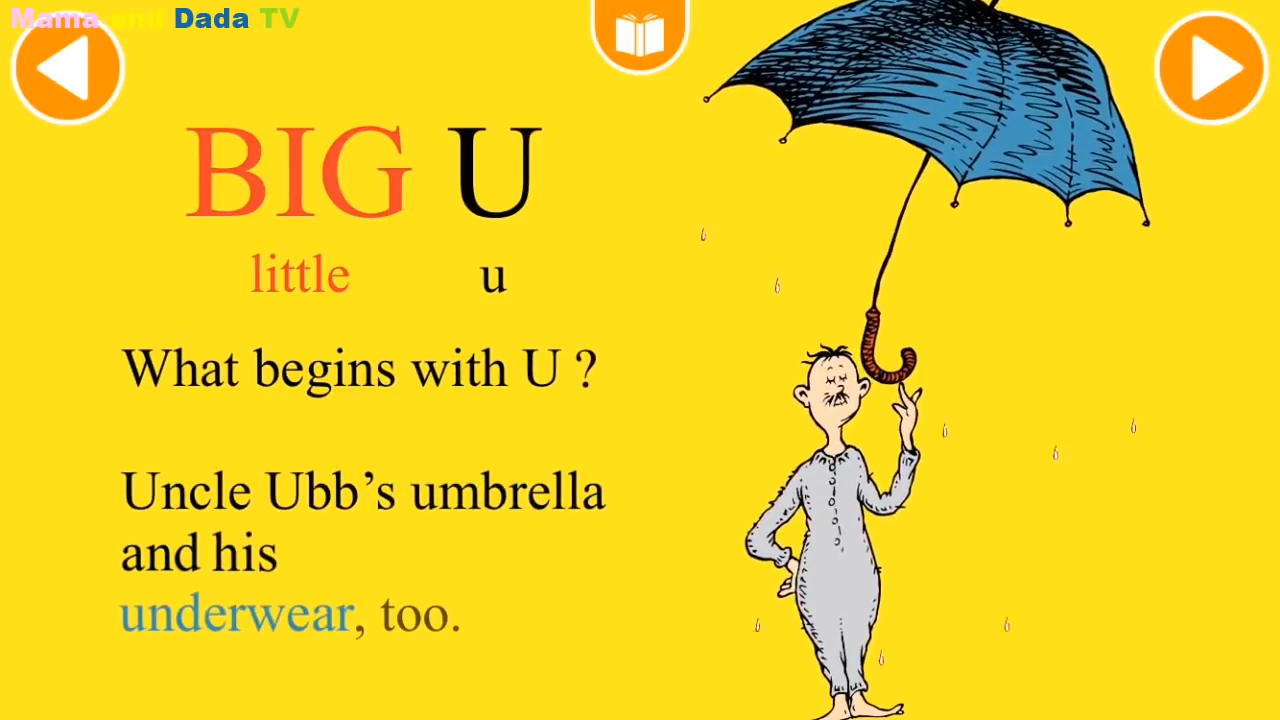 Mama and Dada TV
BIG U
little u
What begins with U ?
Uncle Ubb's umbrella
and his
underwear, too.